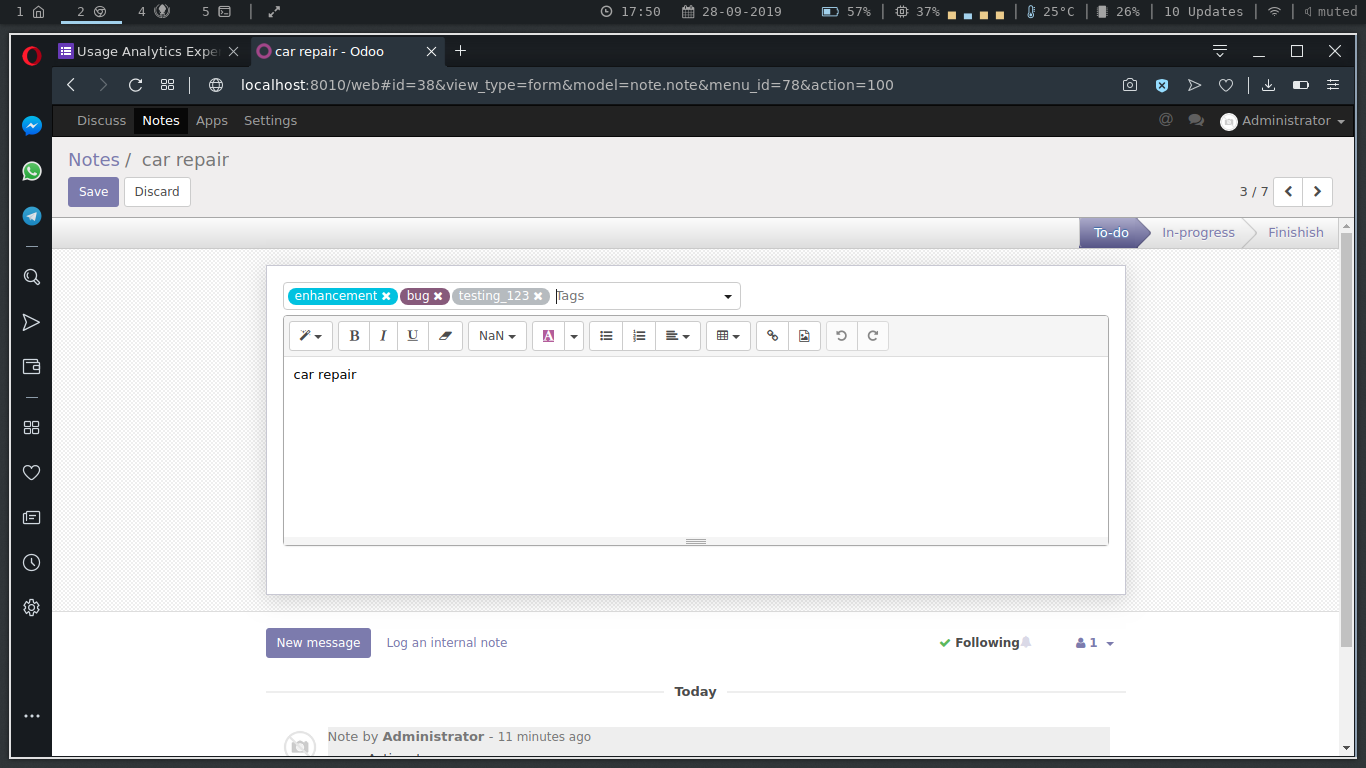 1 2 4 5 17:50 28-09-2019 57% 37% 25°C 26% 10 Updates muted
Usage Analytics Expe car repair - Odoo
localhost:8010/web#id=38&view_type=form&model=note.note&menu_id=78&action=100
Discuss Notes Apps Settings @ Administrator
Notes / car repair
Save Discard 3 / 7
To-do In-progress Finishish
enhancement bug testing_123 Tags
B I U NaN A
car repair
New message Log an internal note Following 1
Today
Note by Administrator - 11 minutes ago